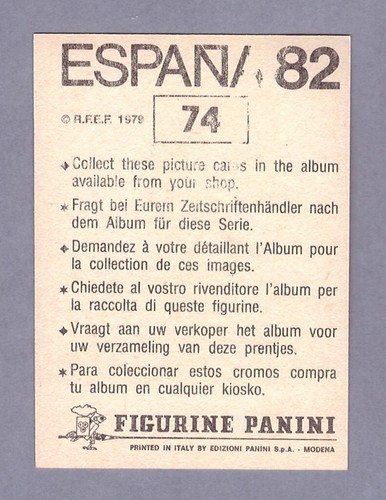 ESPAÑA 82
© R.F.E.F. 1979 74
Collect these picture cards in the album
available from your shop.
Fragt bei Eurem Zeitschriftenhändler nach
dem Album für diese Serie.
Demandez à votre détaillant l'Album pour
la collection de ces images.
Chiedete al vostro rivenditore l'album per
la raccolta di queste figurine.
Vraagt aan uw verkoper het album voor
uw verzameling van deze prentjes.
Para coleccionar estos cromos compra
tu album en cualquier kiosko.
FIGURINE PANINI
PRINTED IN ITALY BY EDIZIONI PANINI S.p.A. - MODENA